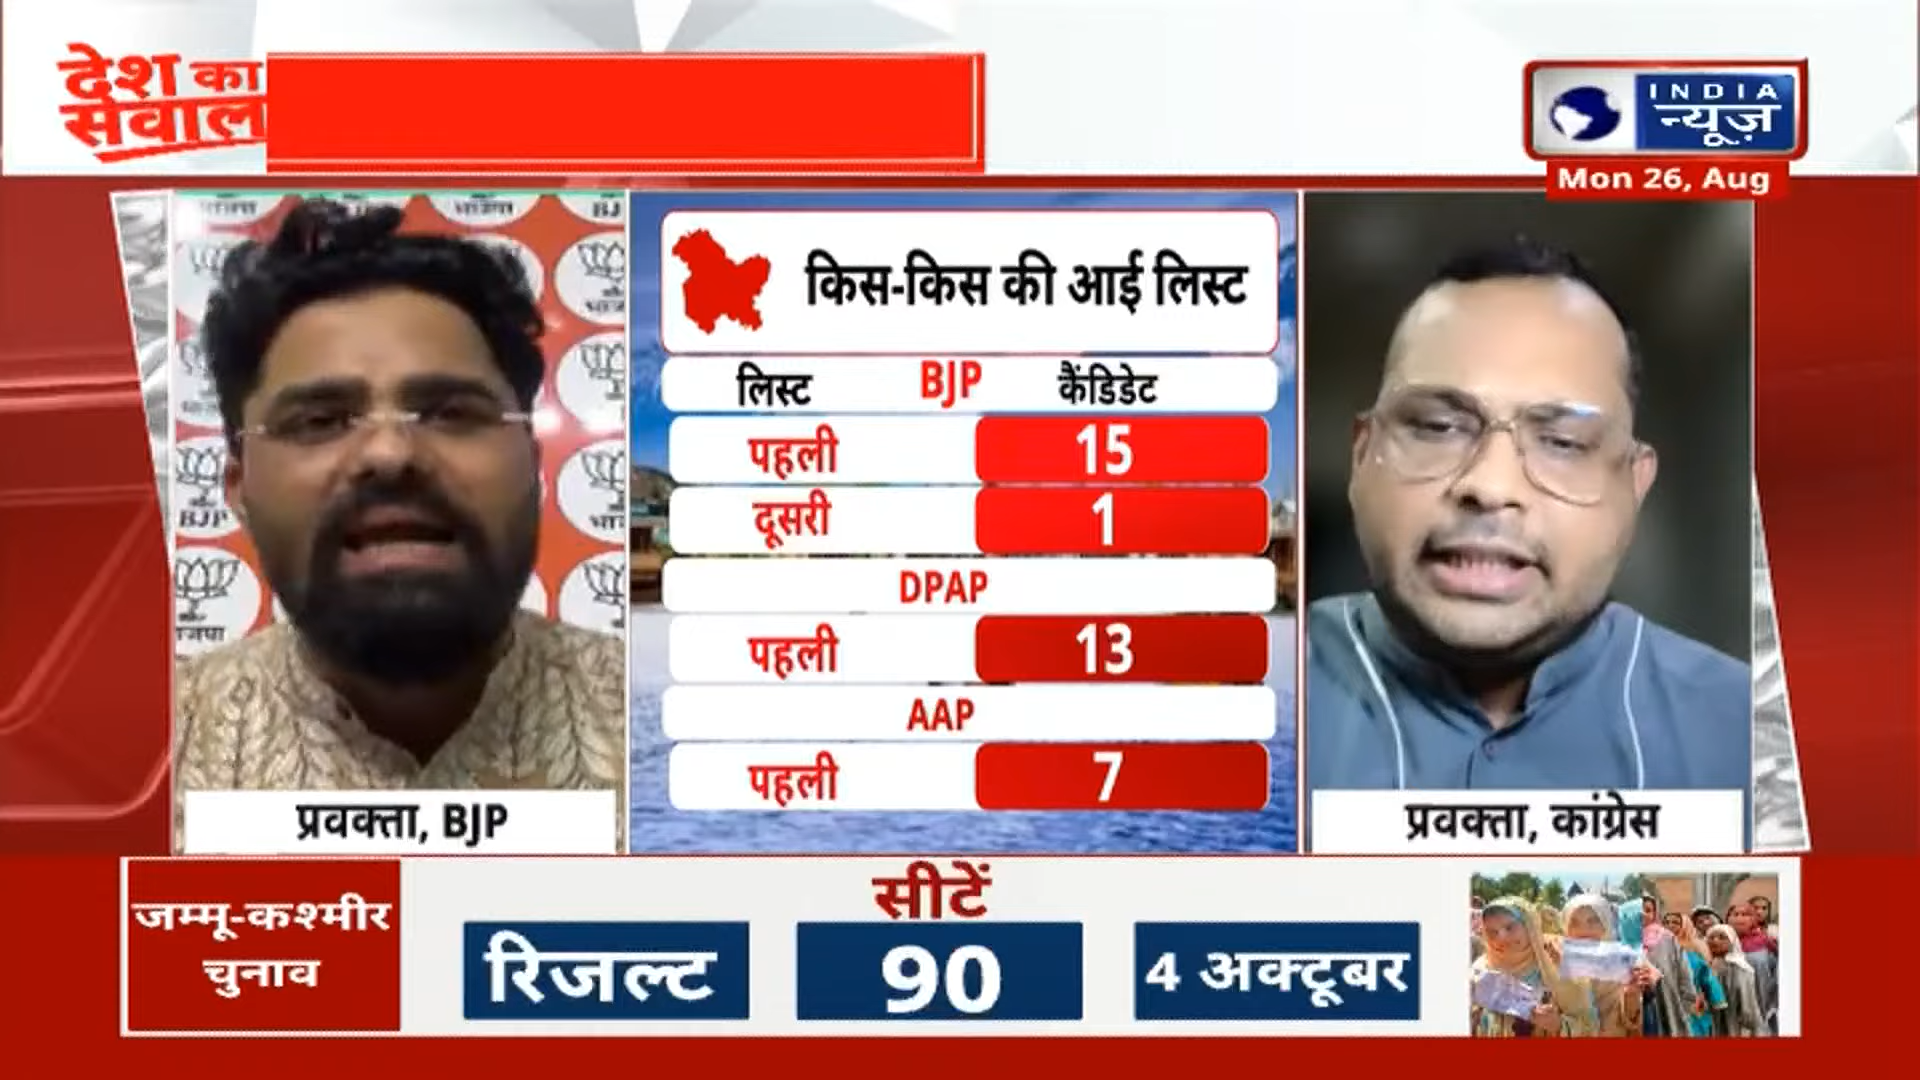 देश का
सवाल
INDIA
न्यूज़
Mon 26, Aug
किस-किस की आई लिस्ट
लिस्ट BJP कैंडिडेट
पहली 15
दूसरी 1
DPAP
पहली 13
AAP
पहली 7
BJP
प्रवक्ता, BJP
प्रवक्ता, कांग्रेस
जम्मू-कश्मीर
चुनाव
सीटें
रिजल्ट 90 4 अक्टूबर